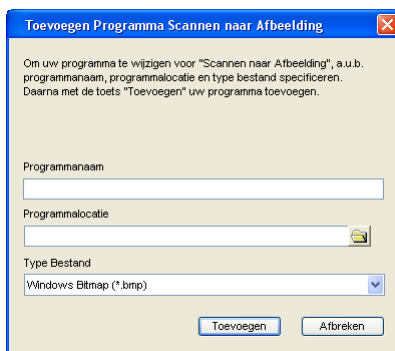 Toevoegen Programma Scannen naar Afbeelding
Om uw programma te wijzigen voor "Scannen naar Afbeelding", a.u.b.
programnaam, programmalocatie en type bestand specificeren.
Daarna met de toets "Toevoegen" uw programma toevoegen.
Programmanaam
Programmalocatie
Type Bestand
Windows Bitmap (*.bmp)
Toevoegen Afbreken